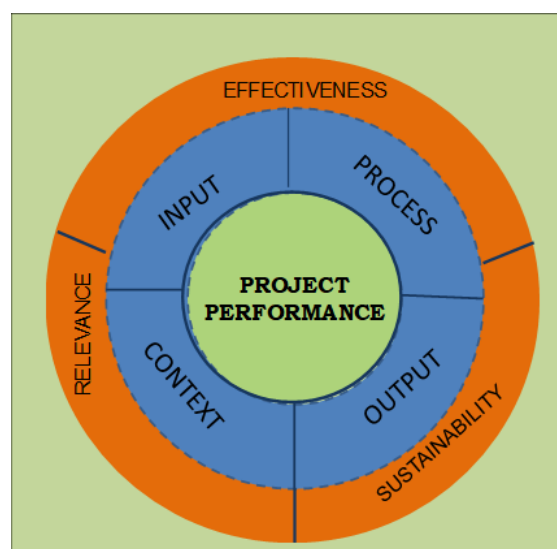 EFFECTIVENESS
INPUT
PROCESS
PROJECT
PERFORMANCE
RELEVANCE
CONTEXT
OUTPUT
SUSTAINABILITY